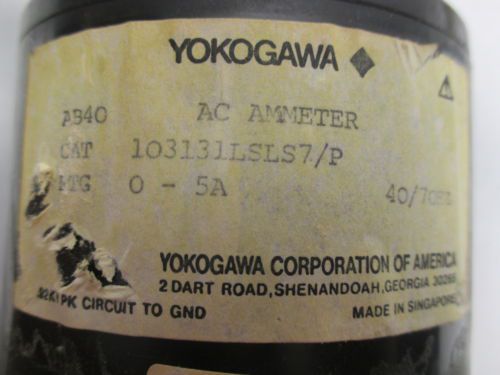 YOKOGAWA
AB40 AC AMMETER
CAT 103131LSLS7/P
0 - 5A 40/70HZ
YOKOGAWA CORPORATION OF AMERICA
2 DART ROAD, SHENANDOAH, GEORGIA 30265
PK CIRCUIT TO GND MADE IN SINGAPORE